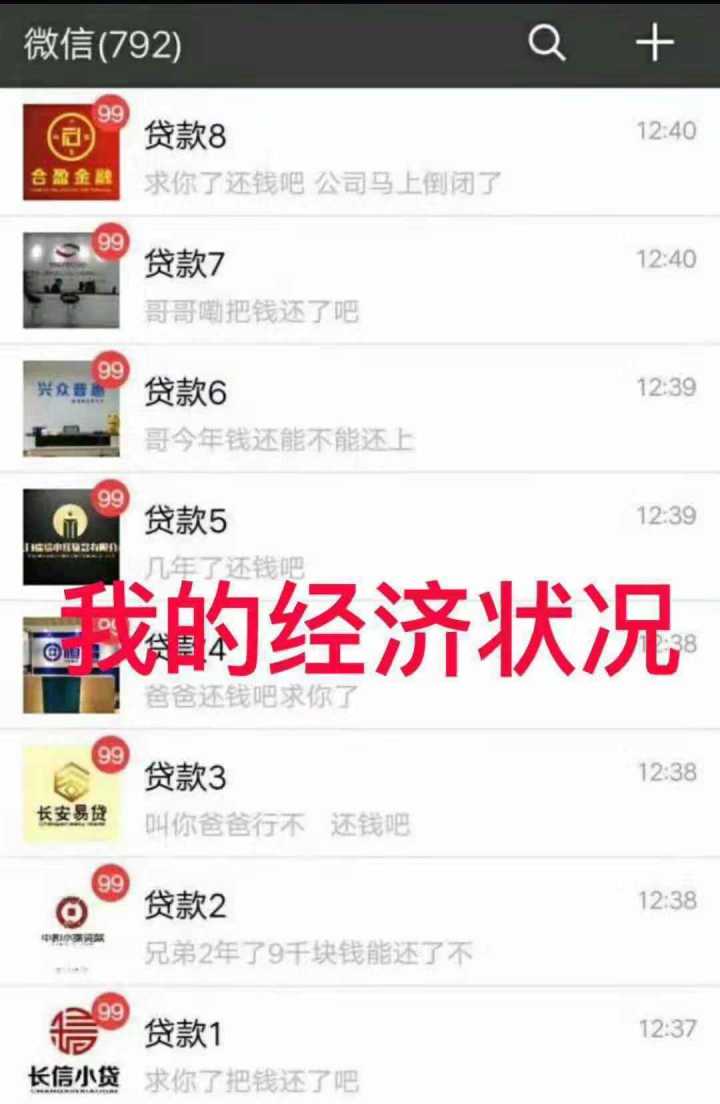 微信(792)
99
贷款8
12:40
合盈金融
求你了还钱吧 公司马上倒闭了
99
贷款7
12:40
哥哥嘞把钱还了吧
99
贷款6
12:39
兴众普惠
哥今年钱还能不能还上
99
贷款5
12:39
几年了还钱吧
我的经济状况
99
贷款4
12:38
爸爸还钱吧求你了
99
贷款3
12:38
长安易贷
叫你爸爸行不 还钱吧
99
贷款2
12:38
兄弟2年了9千块钱能还了不
99
贷款1
12:37
长信小贷
求你了把钱还了吧